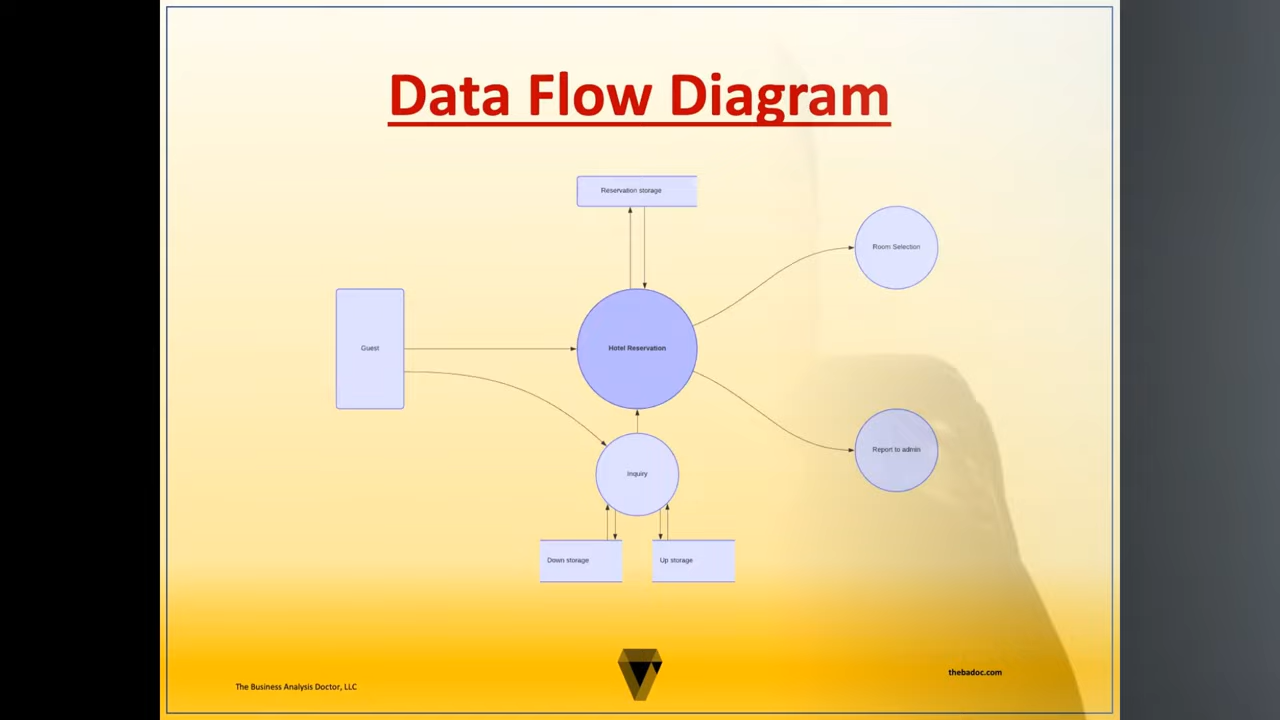 Data Flow Diagram
Reservation storage
Room Selection
Guest
Hotel Reservation
Report to admin
Inquiry
Down storage
Up storage
thebadoc.com
The Business Analysis Doctor, LLC